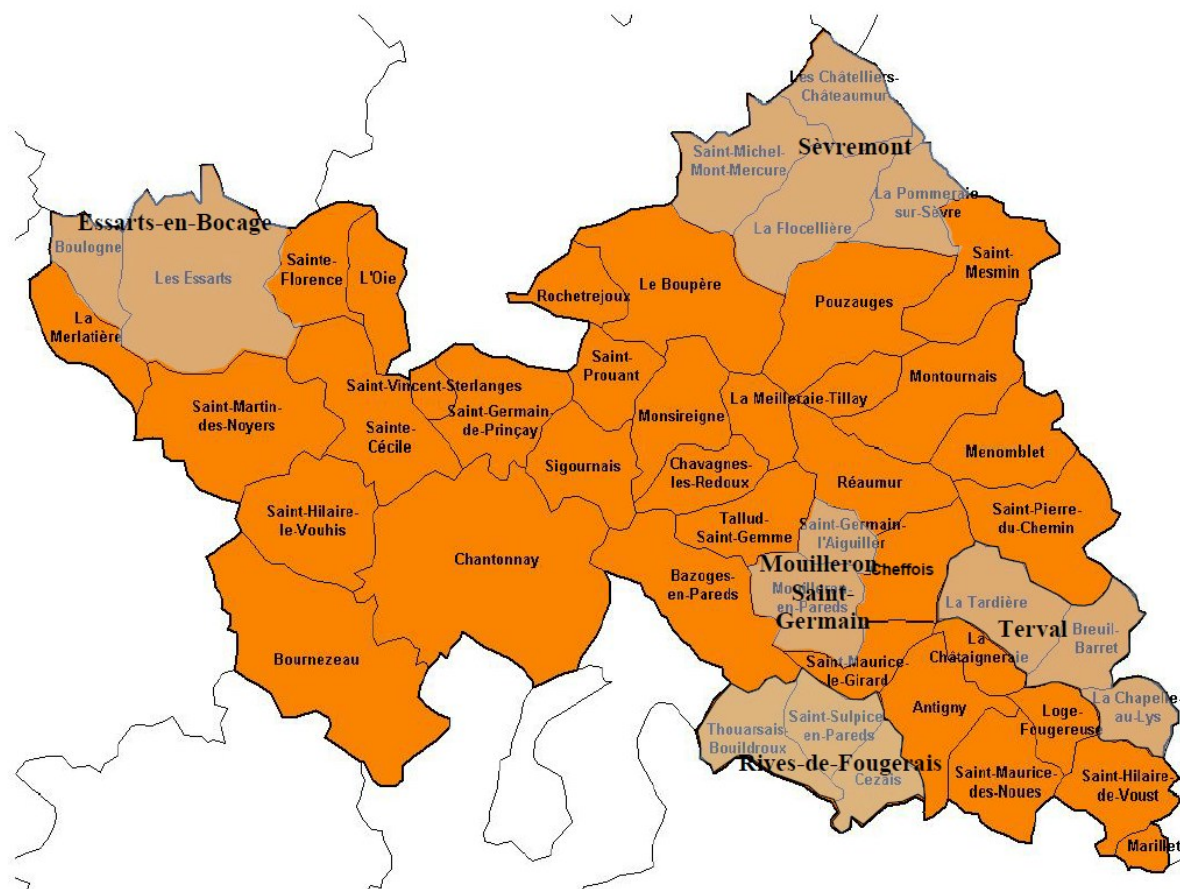 Les Châtelliers-
Châteaumur
Saint-Michel-
Mont-Mercure
Sèvremont
La Pommeraie-
sur-Sèvre
La Flocellière
Essarts-en-Bocage
Boulogne
Les Essarts
Sainte-
Florence
L'Oie
La
Merlatière
Rochetrejoux
Le Boupère
Pouzauges
Saint-
Mesmin
Saint-Martin-
des-Noyers
Saint-Vincent-Sterlanges
Saint-Germain-
de-Prinçay
Sainte-
Cécile
Saint-
Prouant
Monsireigne
La Meilleraie-Tillay
Montournais
Sigournais
Chavagnes-
les-Redoux
Réaumur
Menomblet
Saint-Hilaire-
le-Vouhis
Chantonnay
Tallud-
Saint-Gemme
Saint-Germain-
l'Aiguiller
Saint-Pierre-
du-Chemin
Bazoges-
en-Pareds
Mouilleron-
en-Pareds
Mouilleron
Saint-
Germain
Cheffois
La Tardière
Terval
Breuil-
Barret
Bournezeau
Saint-Maurice-
le-Girard
La
Châtaigneraie
Antigny
Loge-
Fougereuse
La Chapelle-
au-Lys
Thouarsais-
Bouildroux
Saint-Sulpice-
en-Pareds
Rives-de-Fougerais
Cezais
Saint-Maurice-
des-Noues
Saint-Hilaire-
de-Voust
Marillet